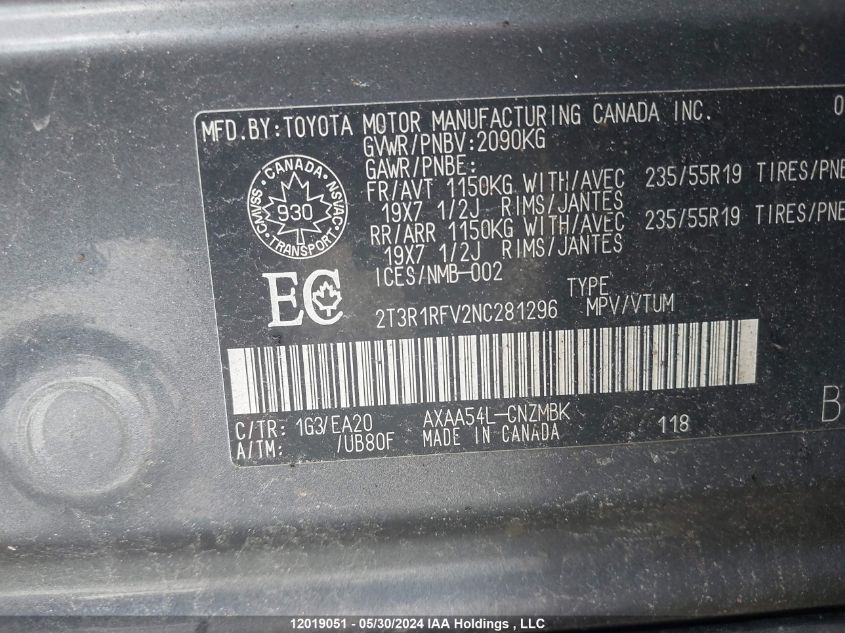 MFD.BY:TOYOTA MOTOR MANUFACTURING CANADA INC. 0
GVWR/PNBV:2090KG
GAWR/PNBE:
FR/AVT 1150KG WITH/AVEC 235/55R19 TIRES/PNE
19X7 1/2J RIMS/JANTES
RR/ARR 1150KG WITH/AVEC 235/55R19 TIRES/PNE
19X7 1/2J RIMS/JANTES
ICES/NMB-002
CANADA
CMVSS 930 NSVAC
TRANSPORT
EC
TYPE
2T3R1RFV2NC281296 MPV/VTUM
C/TR: 1G3/EA20 AXAA54L-CNZMBK
A/TM: /UB80F MADE IN CANADA 118 B
12019051 - 05/30/2024 IAA Holdings , LLC